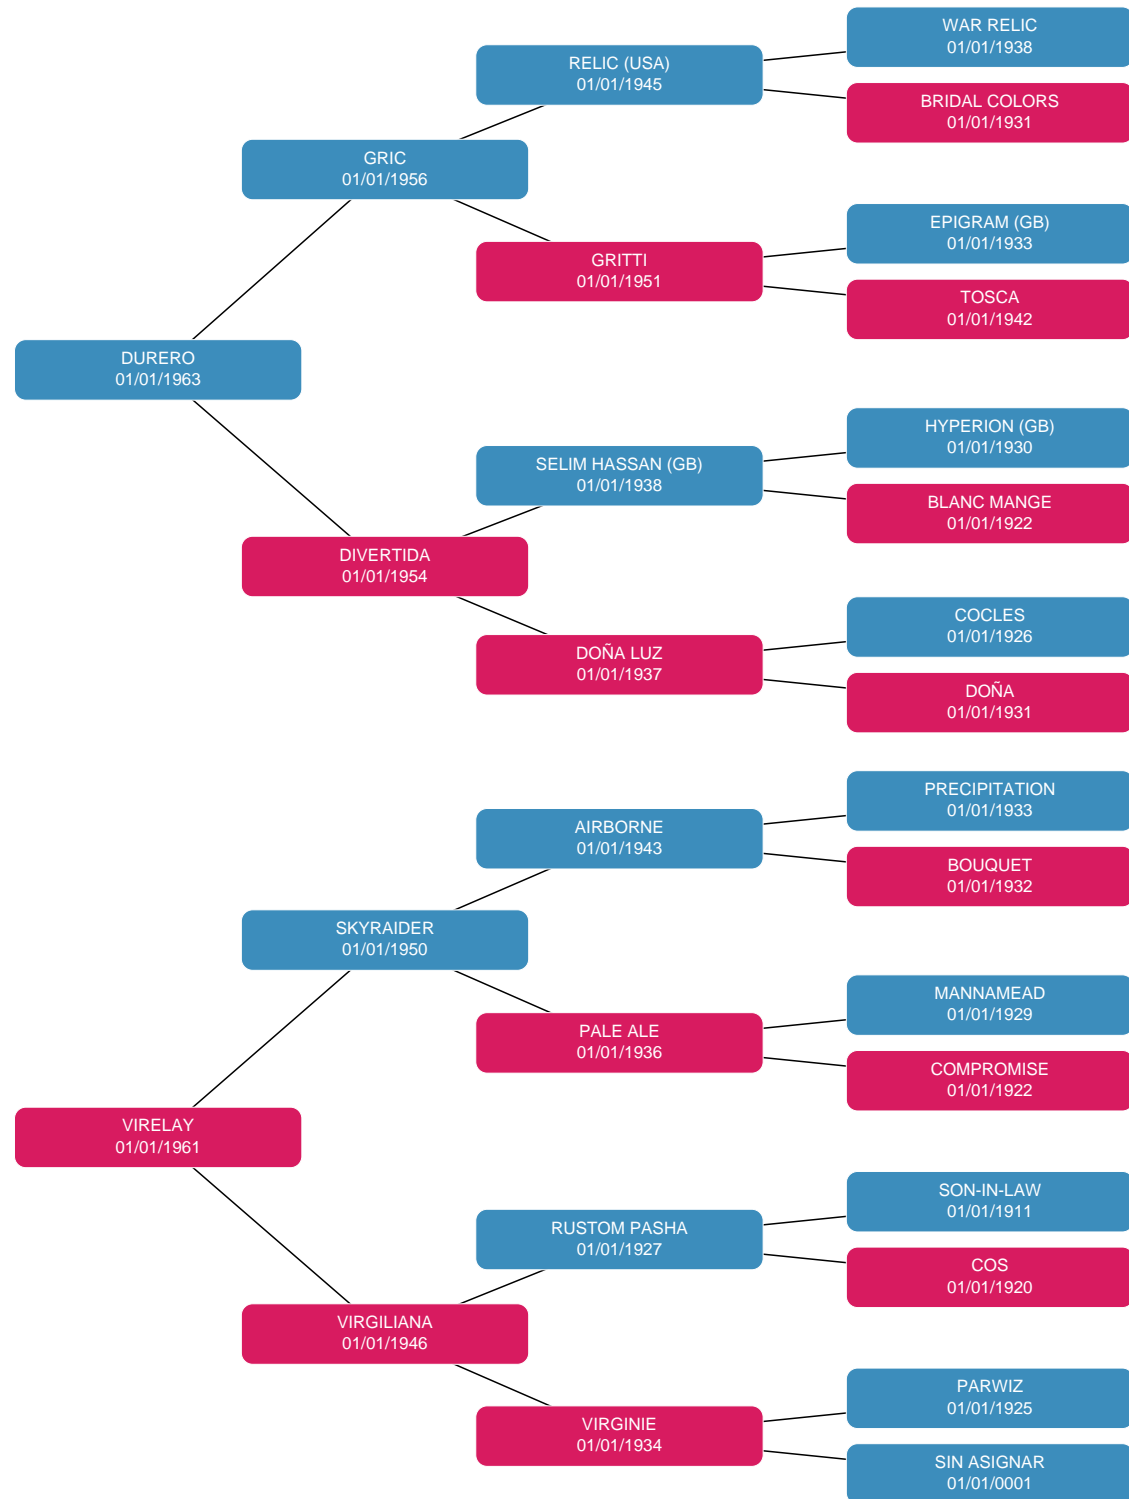 WAR RELIC
01/01/1938
RELIC (USA)
01/01/1945
BRIDAL COLORS
01/01/1931
GRIC
01/01/1956
EPIGRAM (GB)
01/01/1933
GRITTI
01/01/1951
TOSCA
01/01/1942
DURERO
01/01/1963
HYPERION (GB)
01/01/1930
SELIM HASSAN (GB)
01/01/1938
BLANC MANGE
01/01/1922
DIVERTIDA
01/01/1954
COCLES
01/01/1926
DOÑA LUZ
01/01/1937
DOÑA
01/01/1931
PRECIPITATION
01/01/1933
AIRBORNE
01/01/1943
BOUQUET
01/01/1932
SKYRAIDER
01/01/1950
MANNAMEAD
01/01/1929
PALE ALE
01/01/1936
COMPROMISE
01/01/1922
VIRELAY
01/01/1961
SON-IN-LAW
01/01/1911
RUSTOM PASHA
01/01/1927
COS
01/01/1920
VIRGILIANA
01/01/1946
PARWIZ
01/01/1925
VIRGINIE
01/01/1934
SIN ASIGNAR
01/01/0001